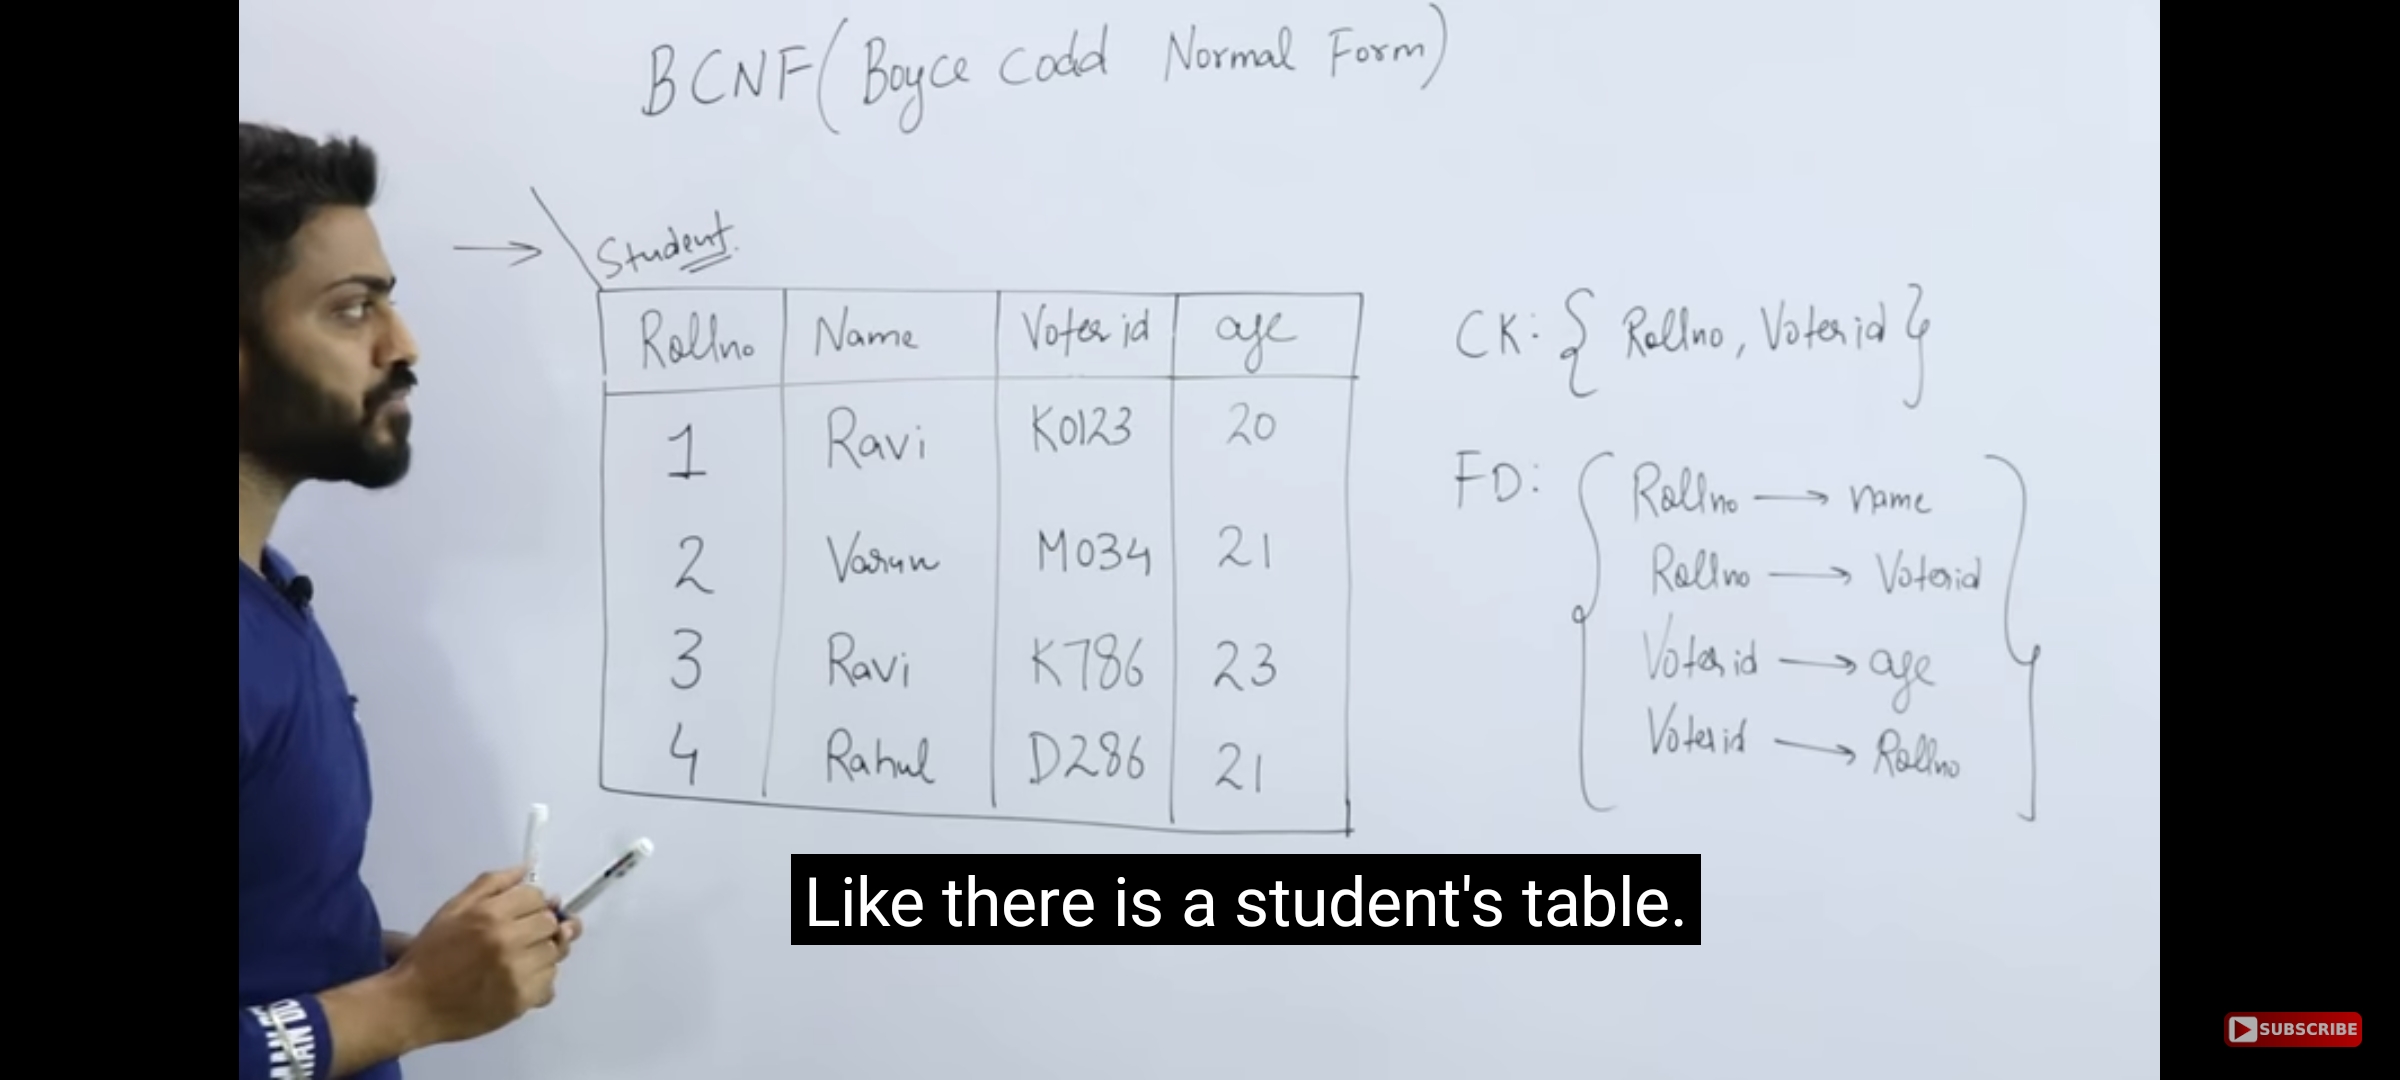 BCNF (Boyce Codd Normal Form)
Student
Rollno Name Voter id age
1 Ravi K0123 20
2 Varun M034 21
3 Ravi K786 23
4 Rahul D286 21
CK: { Rollno, Voterid }
FD: { Rollno → name
Rollno → Voterid
Voterid → age
Voterid → Rollno }
Like there is a student's table.
SUBSCRIBE